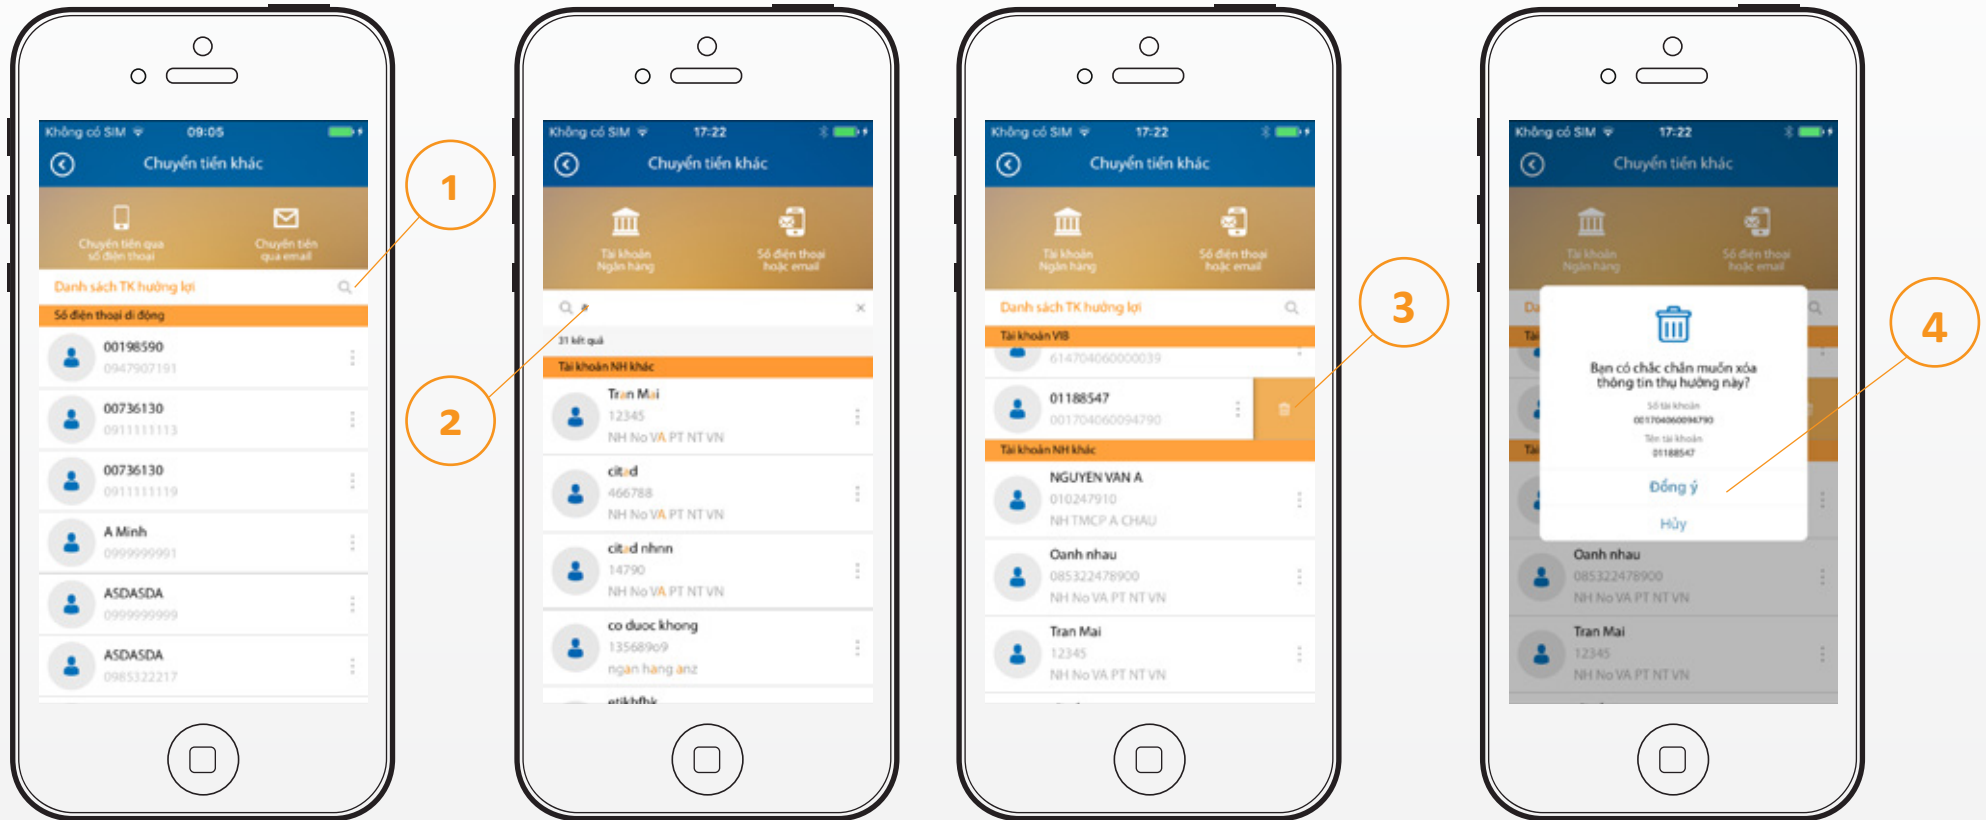 Không có SIM 09:05
Chuyển tiền khác
Chuyển tiền qua
số điện thoại
Chuyển tiền
qua email
Danh sách TK hưởng lợi
Số điện thoại di động
00198590
0947907191
00736130
0911111113
00736130
0911111119
A Minh
0999999991
ASDASDA
0999999999
ASDASDA
0985322217
1
2
Không có SIM 17:22
Chuyển tiền khác
Tài khoản
Ngân hàng
Số điện thoại
hoặc email
31 kết quả
Tài khoản NH khác
Tran Mai
12345
NH No VA PT NT VN
citad
466788
NH No VA PT NT VN
citad nhnn
14790
NH No VA PT NT VN
co duoc khong
13568909
ngan hang anz
Không có SIM 17:22
Chuyển tiền khác
Tài khoản
Ngân hàng
Số điện thoại
hoặc email
Danh sách TK hưởng lợi
Tài khoản VIB
614704060000039
01188547
001704060094790
Tài khoản NH khác
NGUYEN VAN A
010247910
NH TMCP A CHAU
Oanh nhau
085322478900
NH No VA PT NT VN
Tran Mai
12345
NH No VA PT NT VN
3
Không có SIM 17:22
Chuyển tiền khác
Tài khoản
Ngân hàng
Số điện thoại
hoặc email
Bạn có chắc chắn muốn xóa
thông tin thụ hưởng này?
Số tài khoản
001704060094790
Tên tài khoản
01188547
Đồng ý
Hủy
Oanh nhau
085322478900
NH No VA PT NT VN
Tran Mai
12345
NH No VA PT NT VN
4